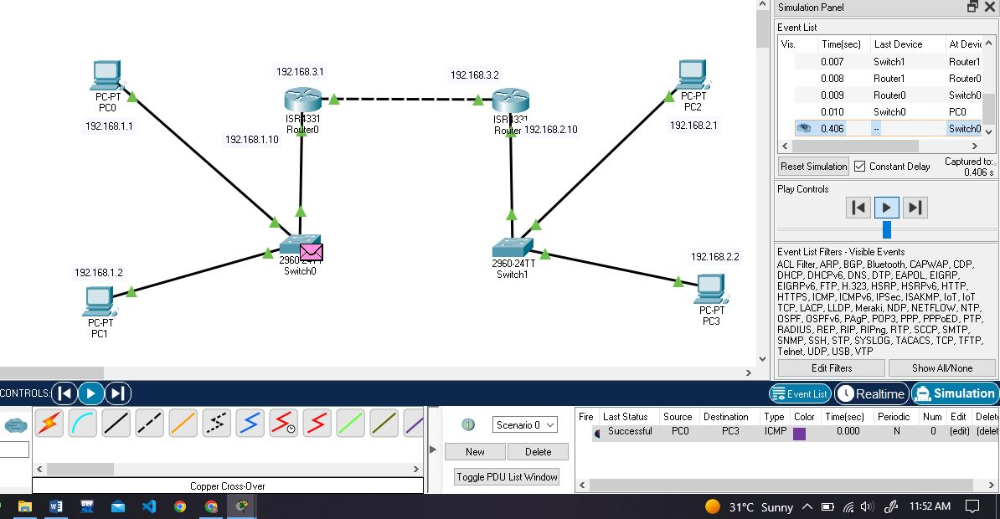 Simulation Panel
Event List
Vis. Time(sec) Last Device At Devic
0.007 Switch1 Router1
0.008 Router1 Router0
0.009 Router0 Switch0
0.010 Switch0 PC0
0.406 -- Switch0
Reset Simulation Constant Delay Captured to:
0.406 s
Play Controls
Event List Filters - Visible Events
ACL Filter, ARP, BGP, Bluetooth, CAPWAP, CDP,
DHCP, DHCPv6, DNS, DTP, EAPOL, EIGRP,
EIGRPv6, FTP, H.323, HSRP, HSRPv6, HTTP,
HTTPS, ICMP, ICMPv6, IPSec, ISAKMP, IoT, IoT
TCP, LACP, LLDP, Meraki, NDP, NETFLOW, NTP,
OSPF, OSPFv6, PAgP, POP3, PPP, PPPoED, PTP,
RADIUS, REP, RIP, RIPng, RTP, SCCP, SMTP,
SNMP, SSH, STP, SYSLOG, TACACS, TCP, TFTP,
Telnet, UDP, USB, VTP
Edit Filters Show All/None
PC-PT
PC0
192.168.1.1
192.168.3.1
ISR4331
Router0
192.168.1.10
192.168.3.2
ISR4331
Router 192.168.2.10
PC-PT
PC2
192.168.2.1
2960-24TT
Switch0
2960-24TT
Switch1
192.168.1.2
PC-PT
PC1
192.168.2.2
PC-PT
PC3
CONTROLS: Event List Realtime Simulation
Copper Cross-Over
Scenario 0
New Delete
Toggle PDU List Window
Fire Last Status Source Destination Type Color Time(sec) Periodic Num Edit Delete
Successful PC0 PC3 ICMP 0.000 N 0 (edit) (delet
31°C Sunny 11:52 AM